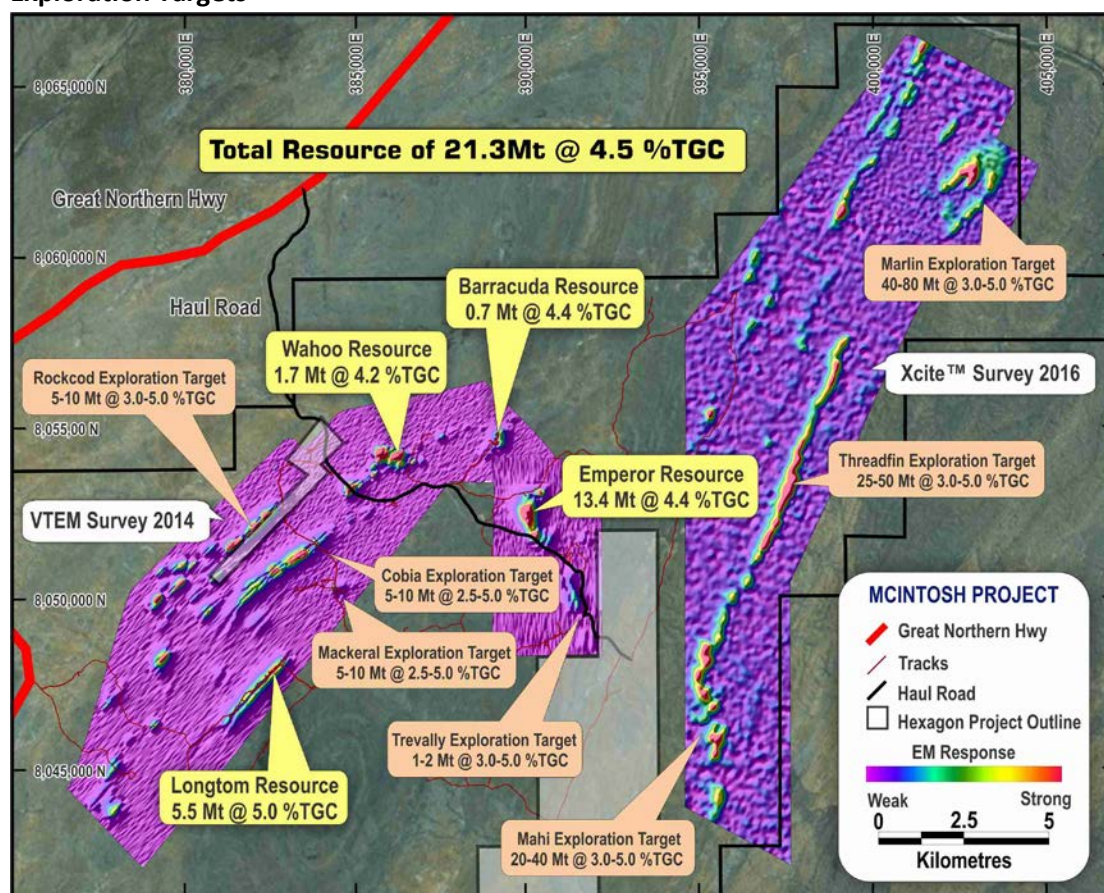 Exploration Targets
380,000 E
385,000 E
390,000 E
395,000 E
400,000 E
405,000 E
8,065,000 N
Total Resource of 21.3Mt @ 4.5 %TGC
Great Northern Hwy
8,060,000 N
Haul Road
Marlin Exploration Target
40-80 Mt @ 3.0-5.0 %TGC
Barracuda Resource
0.7 Mt @ 4.4 %TGC
Wahoo Resource
1.7 Mt @ 4.2 %TGC
Rockcod Exploration Target
5-10 Mt @ 3.0-5.0 %TGC
Xcite™ Survey 2016
8,055,00 N
Emperor Resource
13.4 Mt @ 4.4 %TGC
Threadfin Exploration Target
25-50 Mt @ 3.0-5.0 %TGC
VTEM Survey 2014
Cobia Exploration Target
5-10 Mt @ 2.5-5.0 %TGC
8,050,000 N
Mackeral Exploration Target
5-10 Mt @ 2.5-5.0 %TGC
Trevally Exploration Target
1-2 Mt @ 3.0-5.0 %TGC
8,045,000 N
Longtom Resource
5.5 Mt @ 5.0 %TGC
Mahi Exploration Target
20-40 Mt @ 3.0-5.0 %TGC
MCINTOSH PROJECT
Great Northern Hwy
Tracks
Haul Road
Hexagon Project Outline
EM Response
Weak
Strong
0
2.5
5
Kilometres